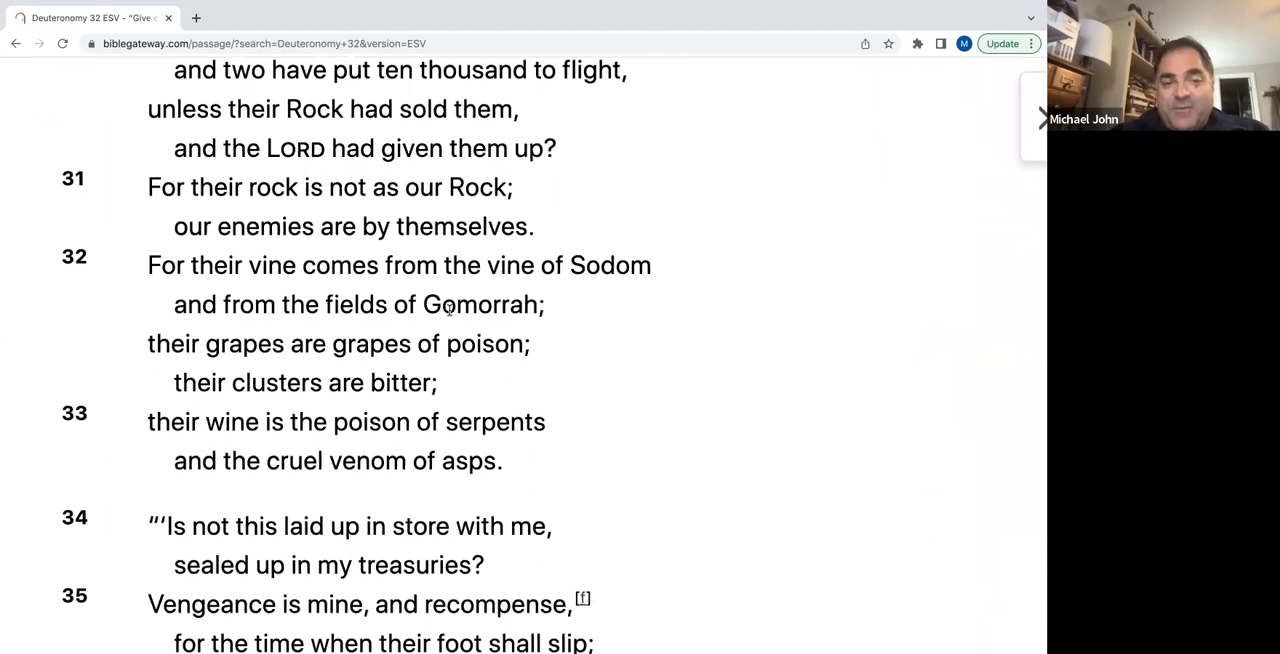 Deuteronomy 32 ESV - "Give e
biblegateway.com/passage/?search=Deuteronomy+32&version=ESV
M
Update
and two have put ten thousand to flight,
unless their Rock had sold them,
and the LORD had given them up?
31 For their rock is not as our Rock;
our enemies are by themselves.
32 For their vine comes from the vine of Sodom
and from the fields of Gomorrah;
their grapes are grapes of poison;
their clusters are bitter;
33 their wine is the poison of serpents
and the cruel venom of asps.
34 “‘Is not this laid up in store with me,
sealed up in my treasuries?
35 Vengeance is mine, and recompense,[f]
for the time when their foot shall slip;
Michael John